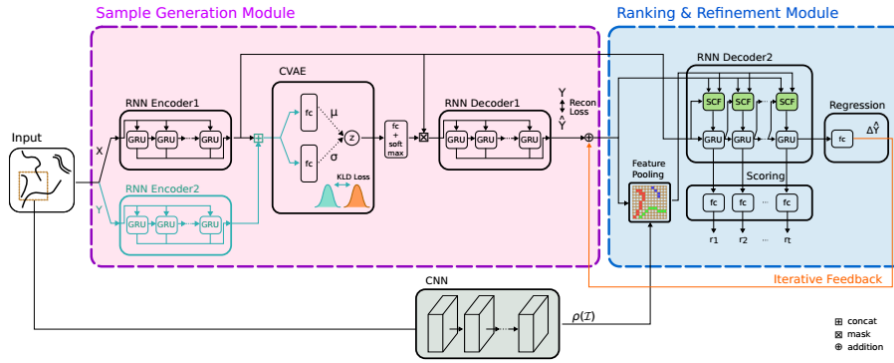 Sample Generation Module
Ranking & Refinement Module
RNN Decoder2
CVAE
RNN Encoder1
RNN Decoder1
Regression
Input
X
Y
GRU GRU GRU
RNN Encoder2
GRU GRU GRU
fc
fc
μ
σ
z
KLD Loss
fc
+
soft
max
GRU GRU GRU
Y
Ŷ
Recon
Loss
SCF SCF SCF
GRU GRU GRU
fc
ΔŶ
Feature
Pooling
Scoring
fc fc fc
r1 r2 rt
Iterative Feedback
CNN
ρ(I)
concat
mask
addition